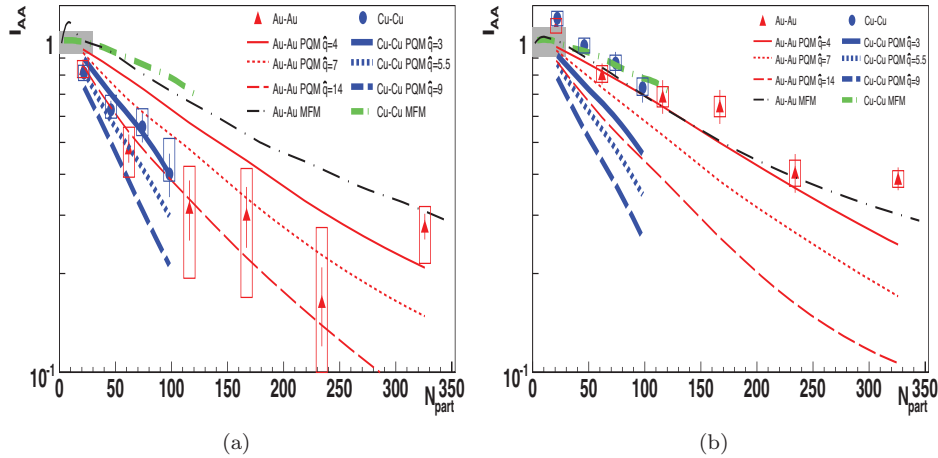 I_AA
1
10⁻¹
0 50 100 150 200 250 300 350
N_part
Au-Au
Au-Au PQM q̂=4
Au-Au PQM q̂=7
Au-Au PQM q̂=14
Au-Au MFM
Cu-Cu
Cu-Cu PQM q̂=3
Cu-Cu PQM q̂=5.5
Cu-Cu PQM q̂=9
Cu-Cu MFM
(a)
I_AA
1
10⁻¹
0 50 100 150 200 250 300 350
N_part
Au-Au
Au-Au PQM q̂=4
Au-Au PQM q̂=7
Au-Au PQM q̂=14
Au-Au MFM
Cu-Cu
Cu-Cu PQM q̂=3
Cu-Cu PQM q̂=5.5
Cu-Cu PQM q̂=9
Cu-Cu MFM
(b)